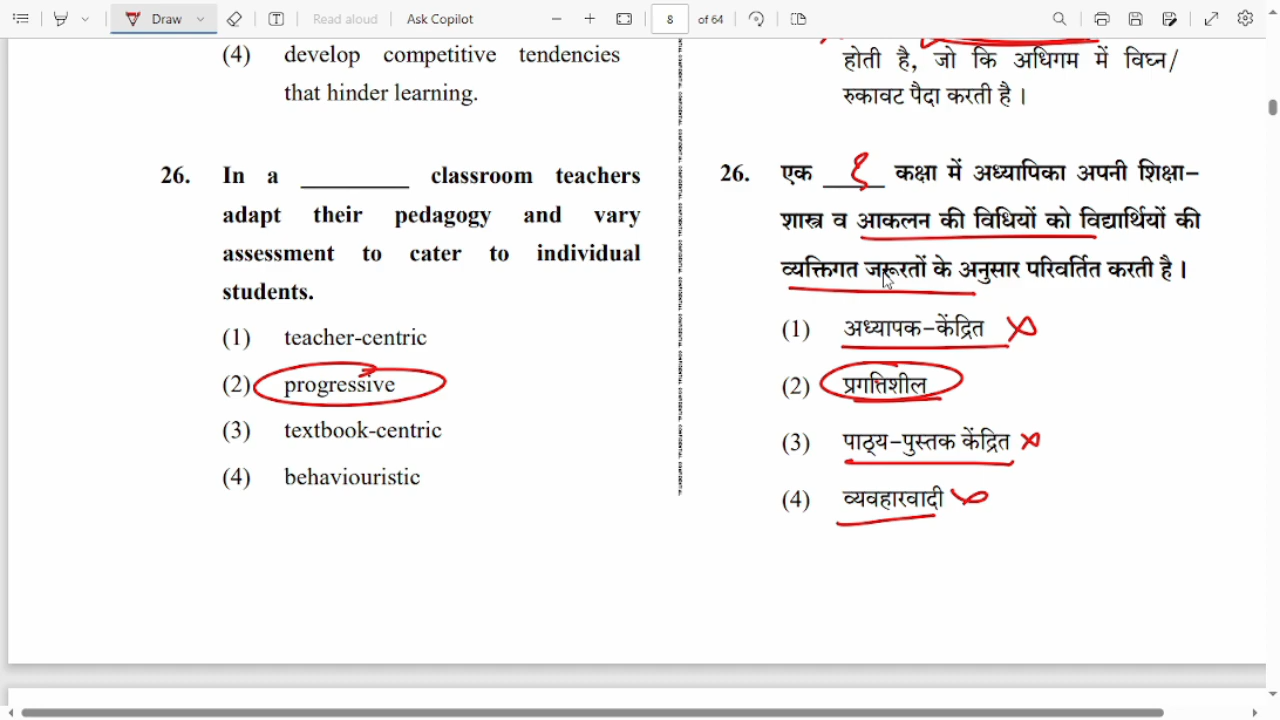 Draw
Read aloud
Ask Copilot
8
of 64
(4) develop competitive tendencies
that hinder learning.
26. In a ________ classroom teachers
adapt their pedagogy and vary
assessment to cater to individual
students.
(1) teacher-centric
(2) progressive
(3) textbook-centric
(4) behaviouristic
होती है, जो कि अधिगम में विघ्न/
रुकावट पैदा करती है ।
26. एक _____ कक्षा में अध्यापिका अपनी शिक्षा-
शास्त्र व आकलन की विधियों को विद्यार्थियों की
व्यक्तिगत जरूरतों के अनुसार परिवर्तित करती है ।
(1) अध्यापक-केंद्रित
(2) प्रगतिशील
(3) पाठ्य-पुस्तक केंद्रित
(4) व्यवहारवादी